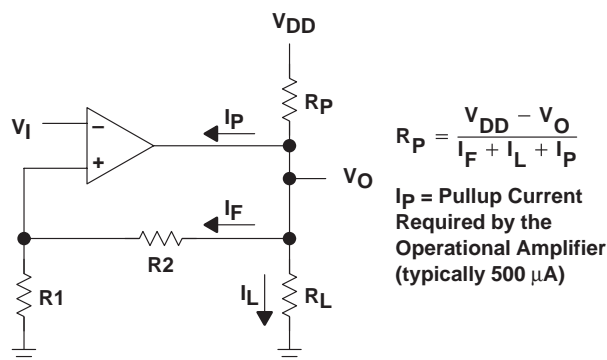 VDD
RP
IP
VI
−
+
VO
IF
R2
R1
IL
RL
RP = VDD − VO
IF + IL + IP
IP = Pullup Current
Required by the
Operational Amplifier
(typically 500 μA)